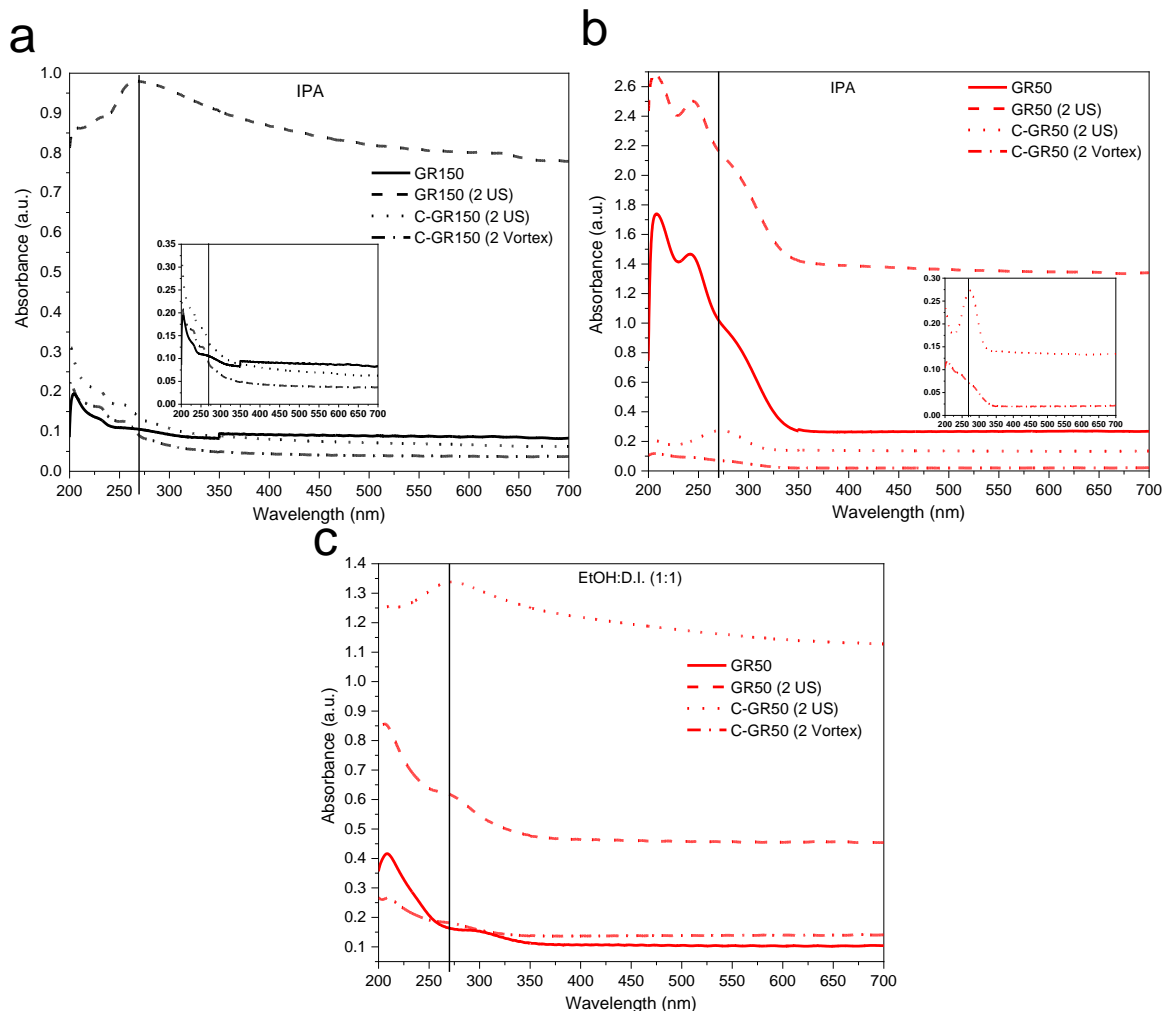 a
IPA
1.0
0.9
0.8
0.7
0.6
0.5
0.4
0.3
0.2
0.1
0.0
Absorbance (a.u.)
GR150
GR150 (2 US)
C-GR150 (2 US)
C-GR150 (2 Vortex)
0.35
0.30
0.25
0.20
0.15
0.10
0.05
0.00
200 250 300 350 400 450 500 550 600 650 700
200 250 300 350 400 450 500 550 600 650 700
Wavelength (nm)
b
IPA
2.6
2.4
2.2
2.0
1.8
1.6
1.4
1.2
1.0
0.8
0.6
0.4
0.2
0.0
Absorbance (a.u.)
GR50
GR50 (2 US)
C-GR50 (2 US)
C-GR50 (2 Vortex)
0.30
0.25
0.20
0.15
0.10
0.05
0.00
200 250 300 350 400 450 500 550 600 650 700
200 250 300 350 400 450 500 550 600 650 700
Wavelength (nm)
c
EtOH:D.I. (1:1)
1.4
1.3
1.2
1.1
1.0
0.9
0.8
0.7
0.6
0.5
0.4
0.3
0.2
0.1
Absorbance (a.u.)
GR50
GR50 (2 US)
C-GR50 (2 US)
C-GR50 (2 Vortex)
200 250 300 350 400 450 500 550 600 650 700
Wavelength (nm)